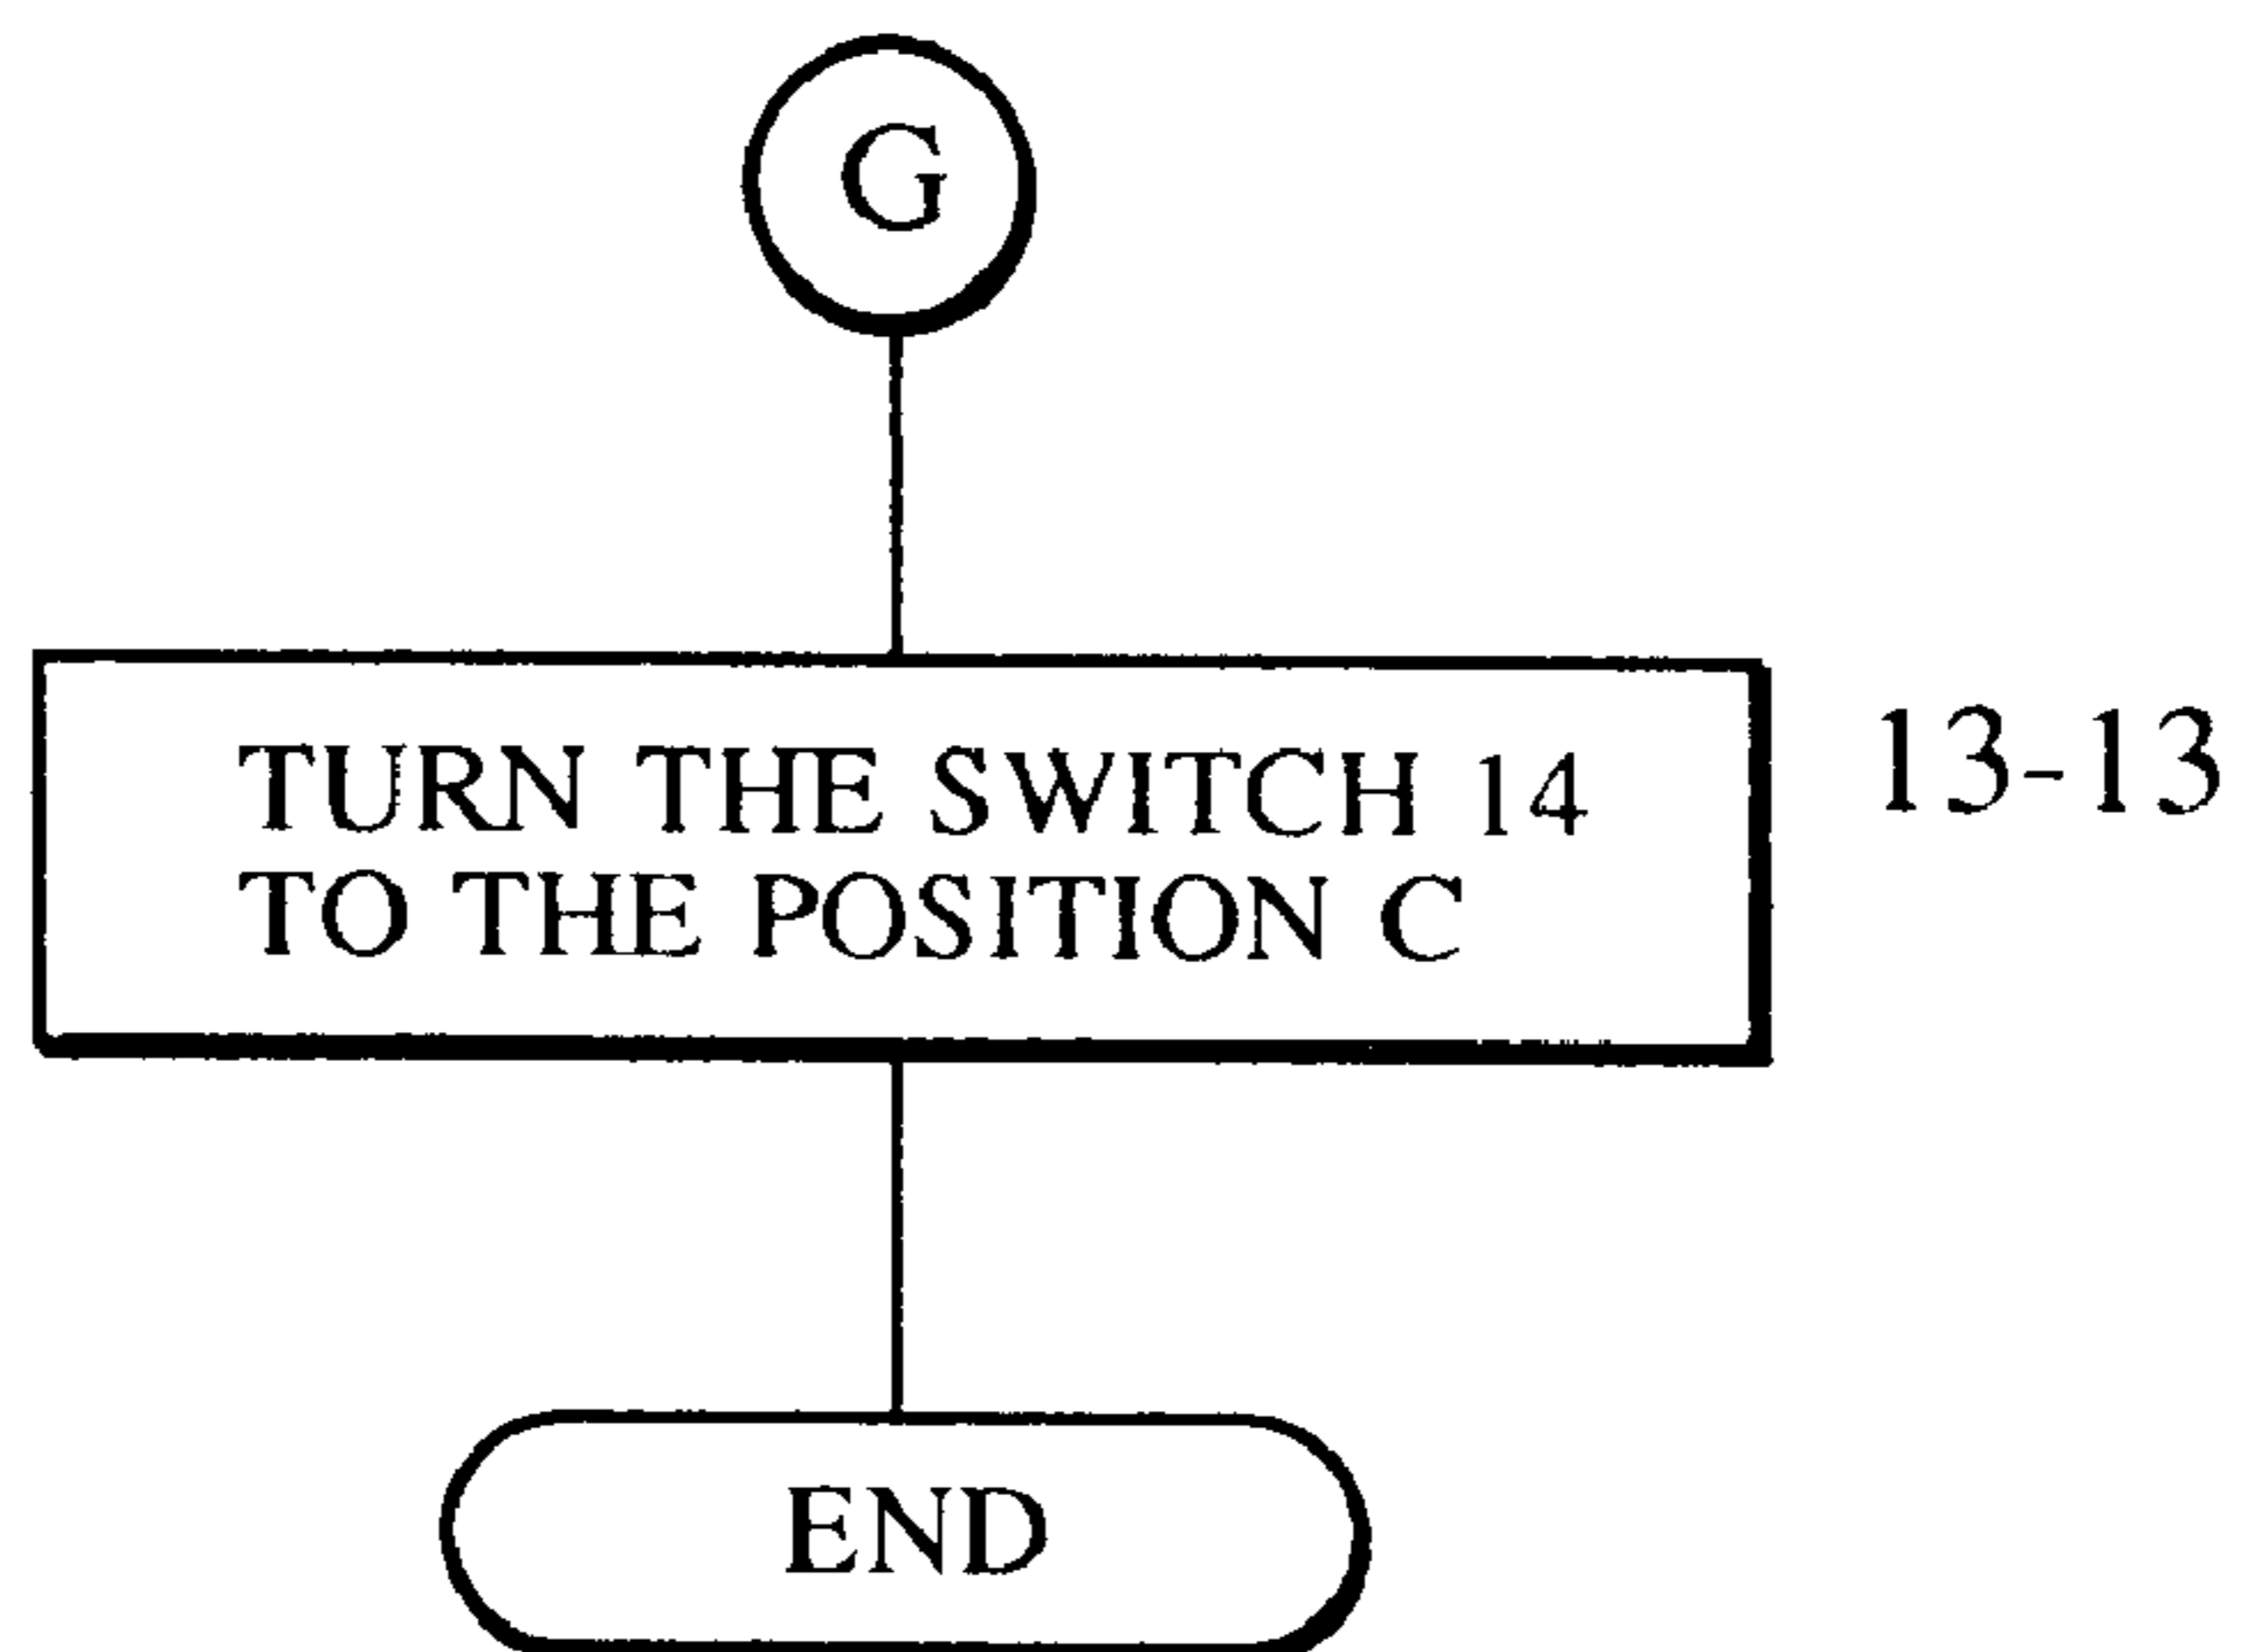 G
TURN THE SWITCH 14
TO THE POSITION C
13-13
END